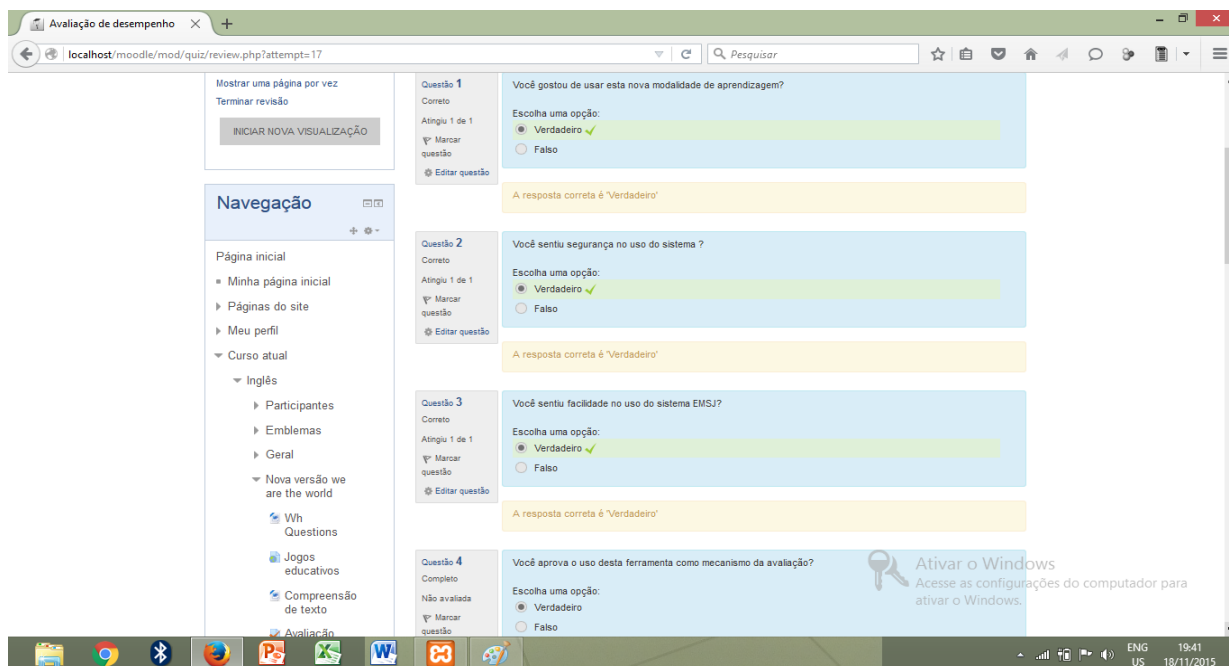 Avaliação de desempenho
localhost/moodle/mod/quiz/review.php?attempt=17
Pesquisar
Mostrar uma página por vez
Terminar revisão
INICIAR NOVA VISUALIZAÇÃO
Navegação
Página inicial
Minha página inicial
Páginas do site
Meu perfil
Curso atual
Inglês
Participantes
Emblemas
Geral
Nova versão we
are the world
Wh
Questions
Jogos
educativos
Compreensão
de texto
Avaliação
Questão 1
Correto
Atingiu 1 de 1
Marcar
questão
Editar questão
Você gostou de usar esta nova modalidade de aprendizagem?
Escolha uma opção:
Verdadeiro
Falso
A resposta correta é 'Verdadeiro'
Questão 2
Correto
Atingiu 1 de 1
Marcar
questão
Editar questão
Você sentiu segurança no uso do sistema ?
Escolha uma opção:
Verdadeiro
Falso
A resposta correta é 'Verdadeiro'
Questão 3
Correto
Atingiu 1 de 1
Marcar
questão
Editar questão
Você sentiu facilidade no uso do sistema EMSJ?
Escolha uma opção:
Verdadeiro
Falso
A resposta correta é 'Verdadeiro'
Questão 4
Completo
Não avaliada
Marcar
questão
Você aprova o uso desta ferramenta como mecanismo da avaliação?
Escolha uma opção:
Verdadeiro
Falso
Ativar o Windows
Acesse as configurações do computador para
ativar o Windows.
ENG
US
19:41
18/11/2015